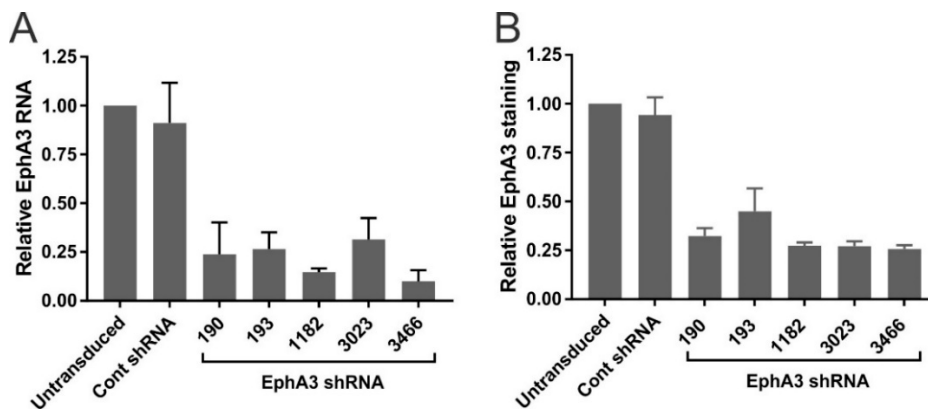 A
Relative EphA3 RNA
1.25
1.00
0.75
0.50
0.25
0.00
Untransduced
Cont shRNA
190
193
1182
3023
3466
EphA3 shRNA
B
Relative EphA3 staining
1.25
1.00
0.75
0.50
0.25
0.00
Untransduced
Cont shRNA
190
193
1182
3023
3466
EphA3 shRNA